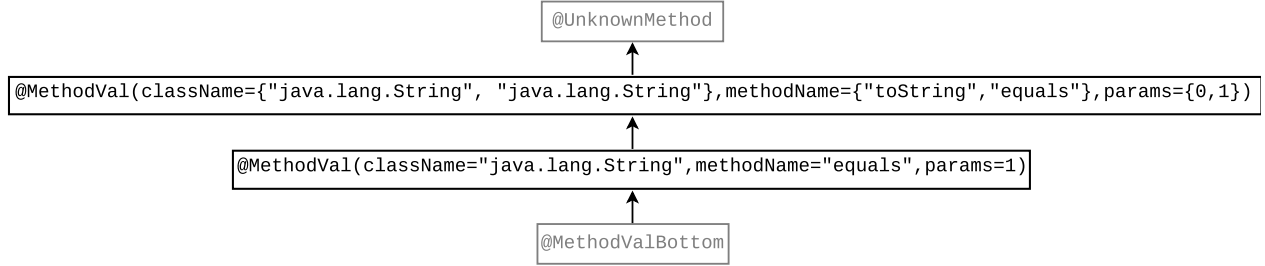 @UnknownMethod
@MethodVal(className={"java.lang.String", "java.lang.String"},methodName={"toString","equals"},params={0,1})
@MethodVal(className="java.lang.String",methodName="equals",params=1)
@MethodValBottom